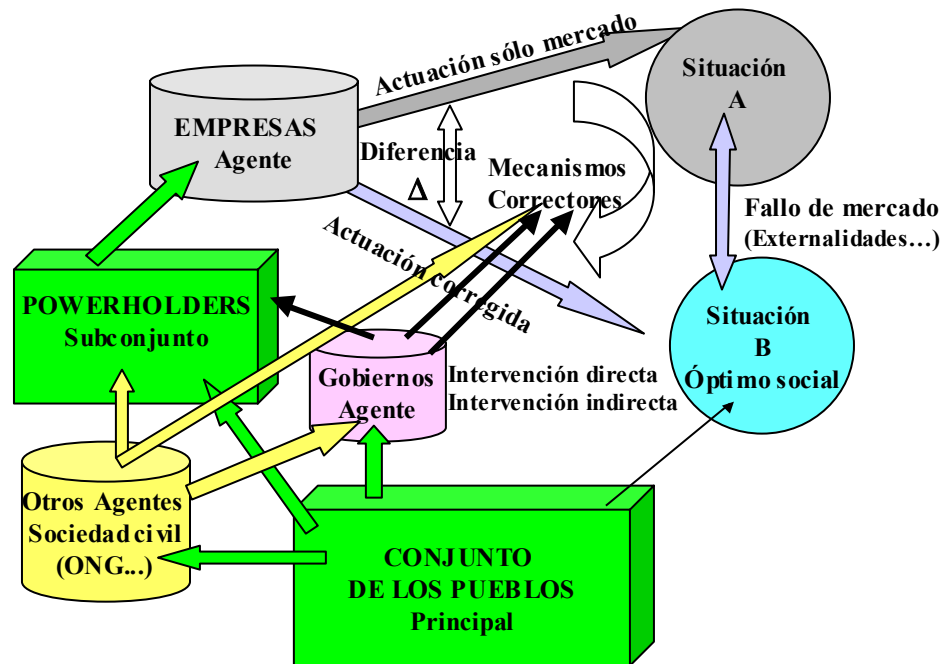 Actuación sólo mercado
Situación
A
EMPRESAS
Agente
Diferencia
Δ
Mecanismos
Correctores
Fallo de mercado
(Externalidades…)
Actuación corregida
POWERHOLDERS
Subconjunto
Situación
B
Óptimo social
Gobiernos
Agente
Intervención directa
Intervención indirecta
Otros Agentes
Sociedad civil
(ONG...)
CONJUNTO
DE LOS PUEBLOS
Principal